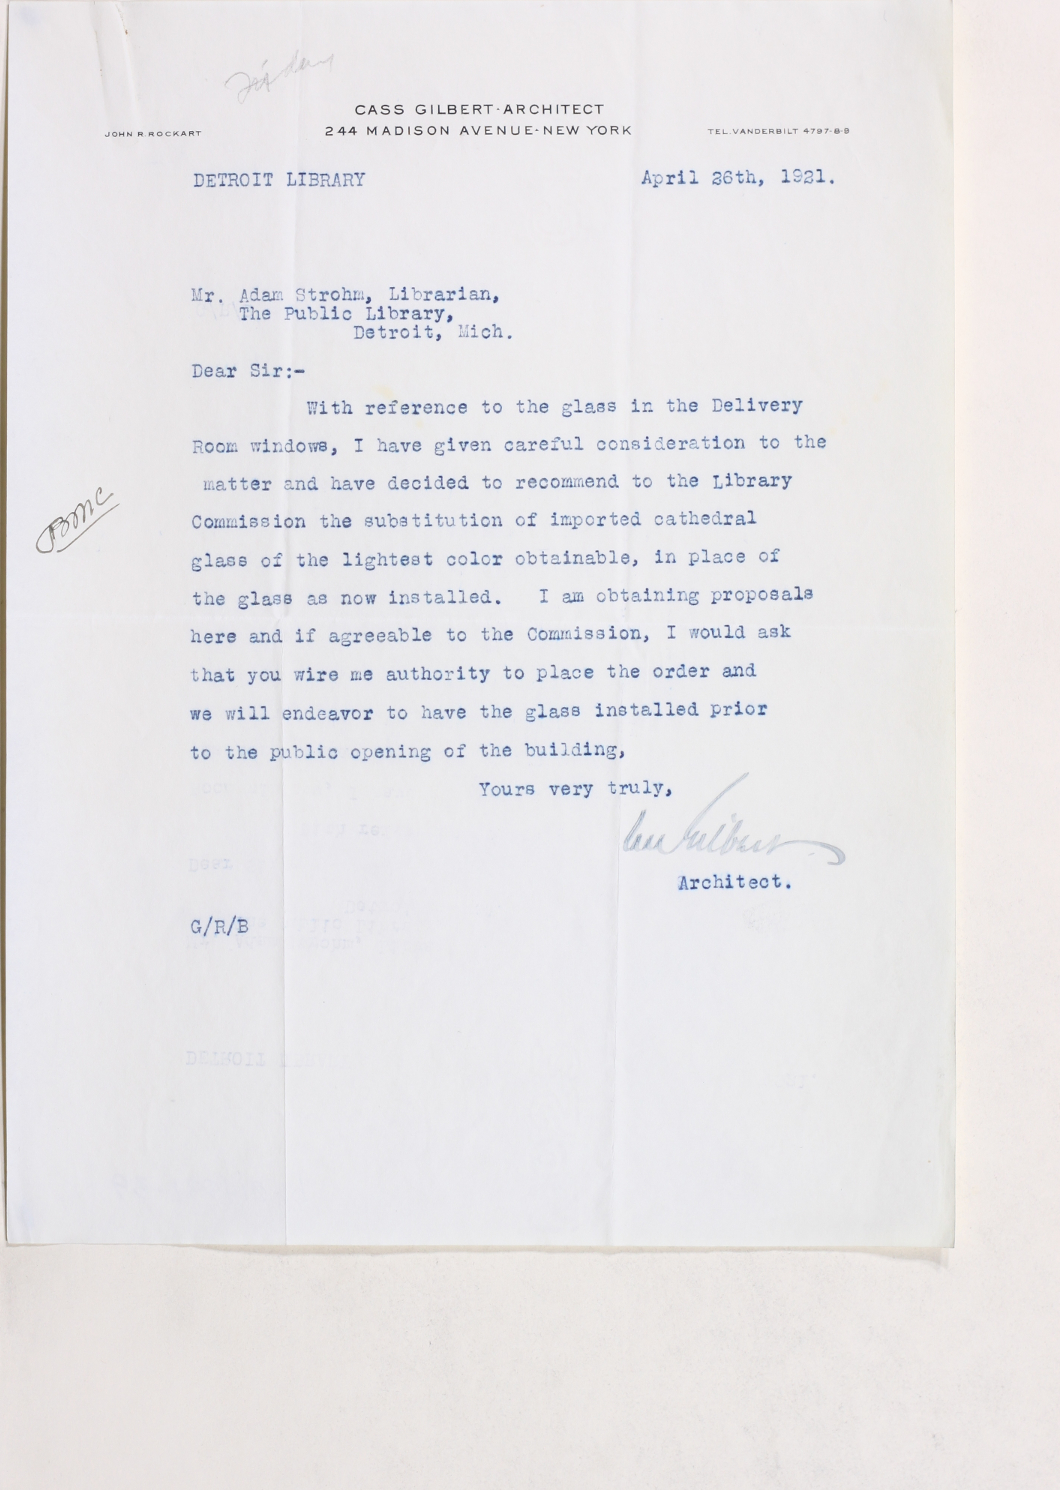 CASS GILBERT-ARCHITECT
JOHN R. ROCKART
244 MADISON AVENUE-NEW YORK
TEL. VANDERBILT 4797-8-9
DETROIT LIBRARY
April 26th, 1921.
Mr. Adam Strohm, Librarian,
The Public Library,
Detroit, Mich.
Dear Sir:-
With reference to the glass in the Delivery
Room windows, I have given careful consideration to the
matter and have decided to recommend to the Library
Commission the substitution of imported cathedral
glass of the lightest color obtainable, in place of
the glass as now installed. I am obtaining proposals
here and if agreeable to the Commission, I would ask
that you wire me authority to place the order and
we will endeavor to have the glass installed prior
to the public opening of the building,
Yours very truly,
Cass Gilbert
Architect.
G/R/B